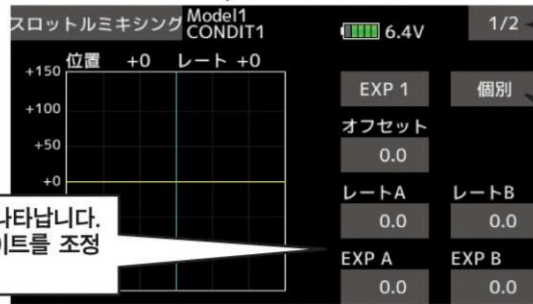 スロットルミキシング Model1 CONDIT1 6.4V 1/2
位置 +0 レート +0
+150
+100
+50
+0
EXP 1 個別
オフセット
0.0
レートA レートB
0.0 0.0
EXP A EXP B
0.0 0.0
나타납니다.
이트를 조정